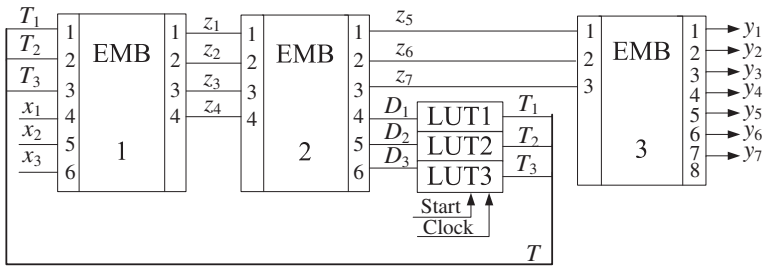 T1 1 EMB 1 z1 1 EMB 1 z5 1 EMB 1 y1
T2 2 2 z2 2 2 z6 2 2 y2
T3 3 3 z3 3 3 z7 3 3 y3
x1 4 4 z4 4 4 D1 LUT1 T1 4 y4
x2 5 5 D2 LUT2 T2 5 y5
x3 6 6 D3 LUT3 T3 6 y6
1 2 3 7 y7
8
Start
Clock
T